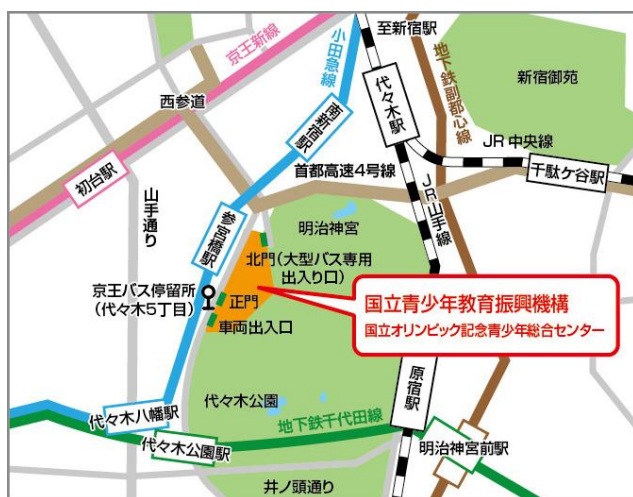 至新宿駅
京王新線
小田急線
地下鉄副都心線
新宿御苑
西参道
南新宿駅
代々木駅
JR中央線
初台駅
首都高速4号線
千駄ケ谷駅
山手通り
参宮橋駅
JR山手線
明治神宮
北門(大型バス専用
出入り口)
京王バス停留所
(代々木5丁目)
正門
国立青少年教育振興機構
国立オリンピック記念青少年総合センター
車両出入口
原宿駅
代々木公園
代々木八幡駅
地下鉄千代田線
代々木公園駅
明治神宮前駅
井ノ頭通り